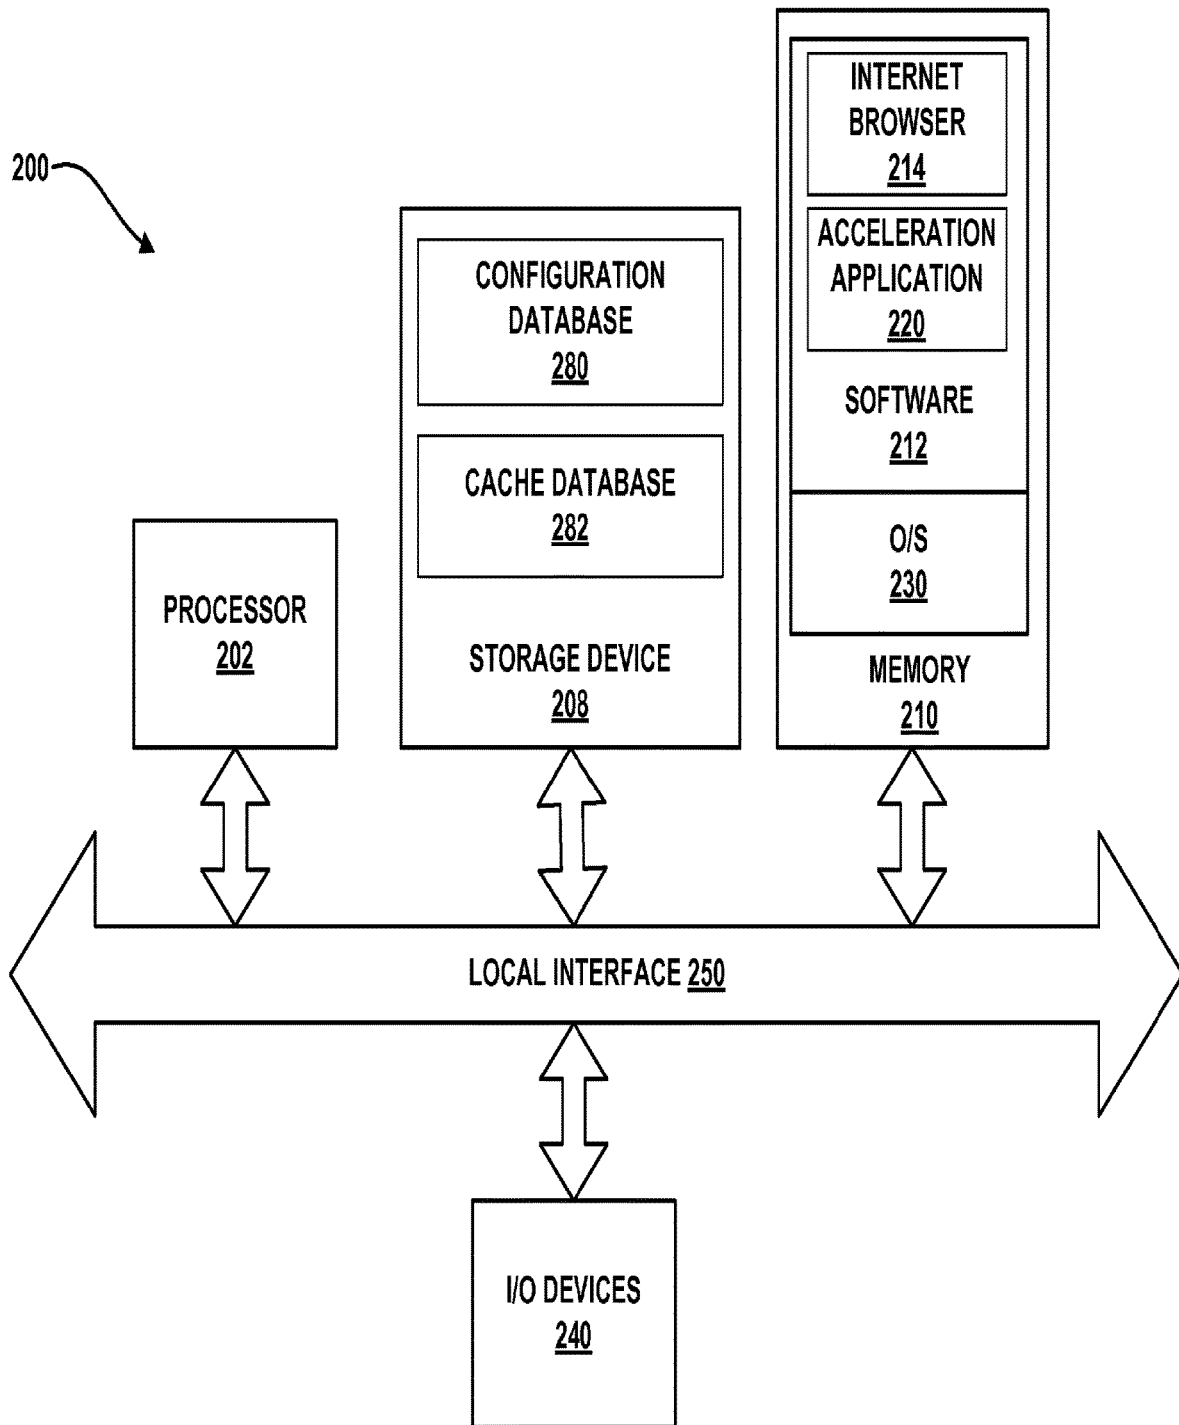 200
INTERNET
BROWSER
214
ACCELERATION
APPLICATION
220
SOFTWARE
212
O/S
230
MEMORY
210
CONFIGURATION
DATABASE
280
CACHE DATABASE
282
STORAGE DEVICE
208
PROCESSOR
202
LOCAL INTERFACE 250
I/O DEVICES
240